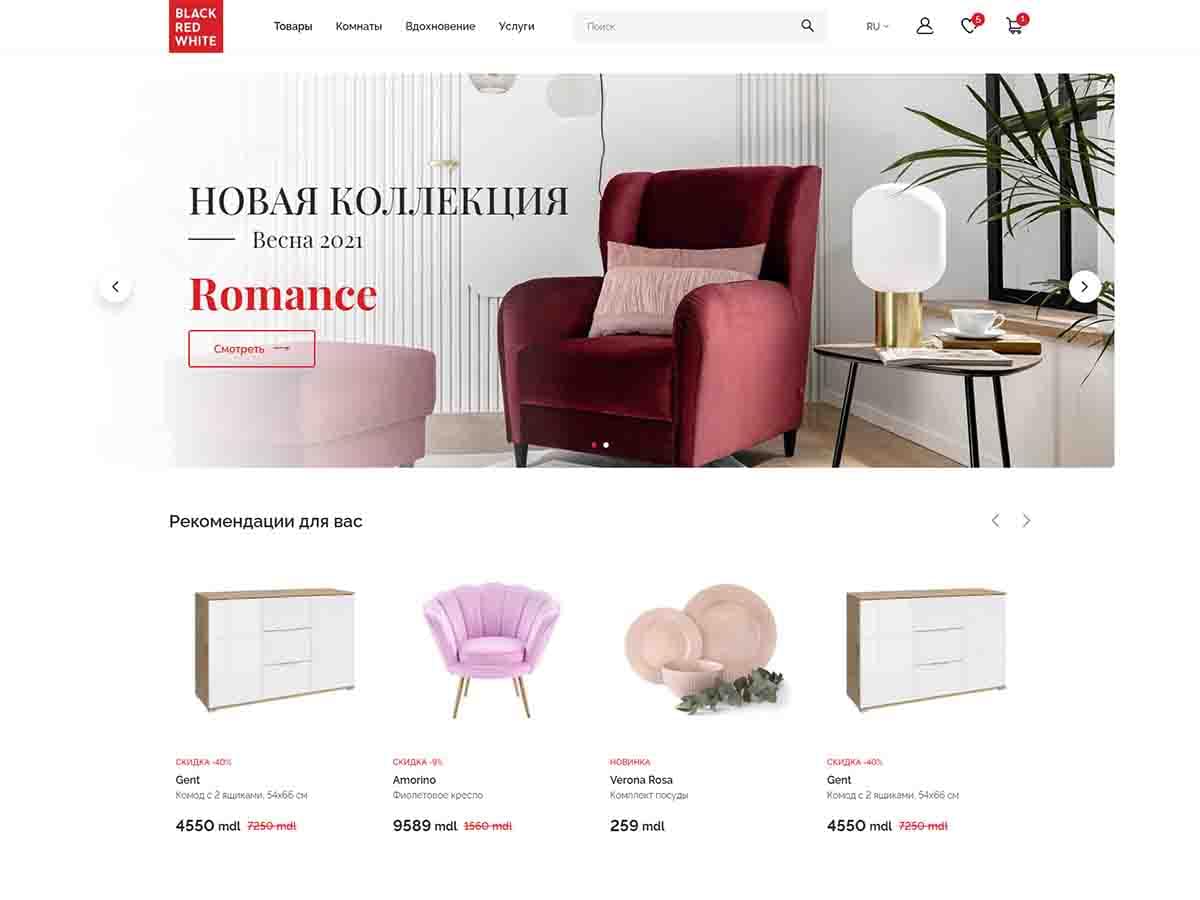 BLACK
RED
WHITE
Товары Комнаты Вдохновение Услуги Поиск RU 5 1
НОВАЯ КОЛЛЕКЦИЯ
Весна 2021
Romance
Смотреть
Рекомендации для вас
СКИДКА -40% СКИДКА -9% НОВИНКА СКИДКА -40%
Gent Amorino Verona Rosa Gent
Комод с 2 ящиками, 54x66 см Фиолетовое кресло Комплект посуды Комод с 2 ящиками, 54x66 см
4550 mdl 7250 mdl 9589 mdl 1560 mdl 259 mdl 4550 mdl 7250 mdl